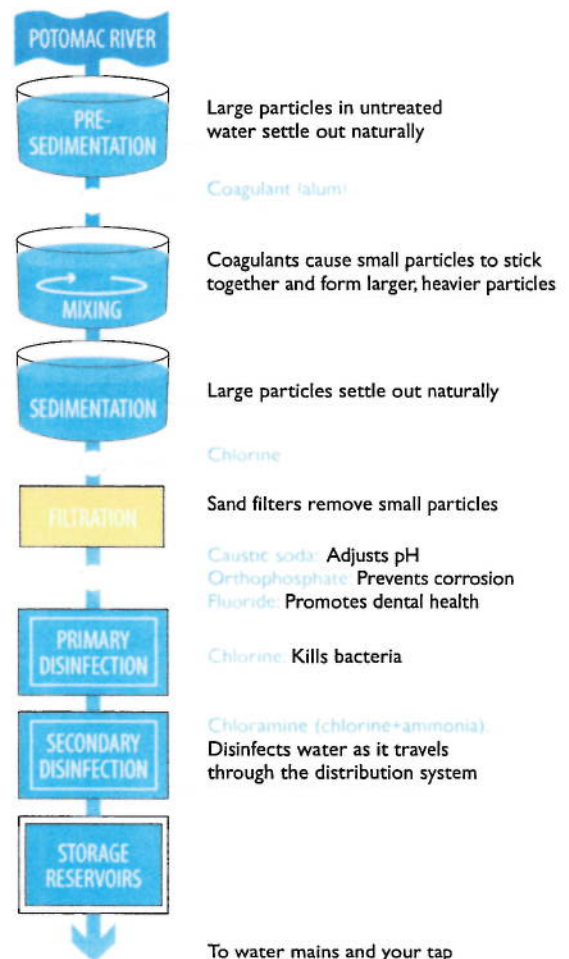 POTOMAC RIVER
PRE-
SEDIMENTATION
Large particles in untreated
water settle out naturally
Coagulant (alum)
MIXING
Coagulants cause small particles to stick
together and form larger, heavier particles
SEDIMENTATION
Large particles settle out naturally
Chlorine
FILTRATION
Sand filters remove small particles
Caustic soda: Adjusts pH
Orthophosphate: Prevents corrosion
Fluoride: Promotes dental health
PRIMARY
DISINFECTION
Chlorine: Kills bacteria
SECONDARY
DISINFECTION
Chloramine (chlorine+ammonia):
Disinfects water as it travels
through the distribution system
STORAGE
RESERVOIRS
To water mains and your tap